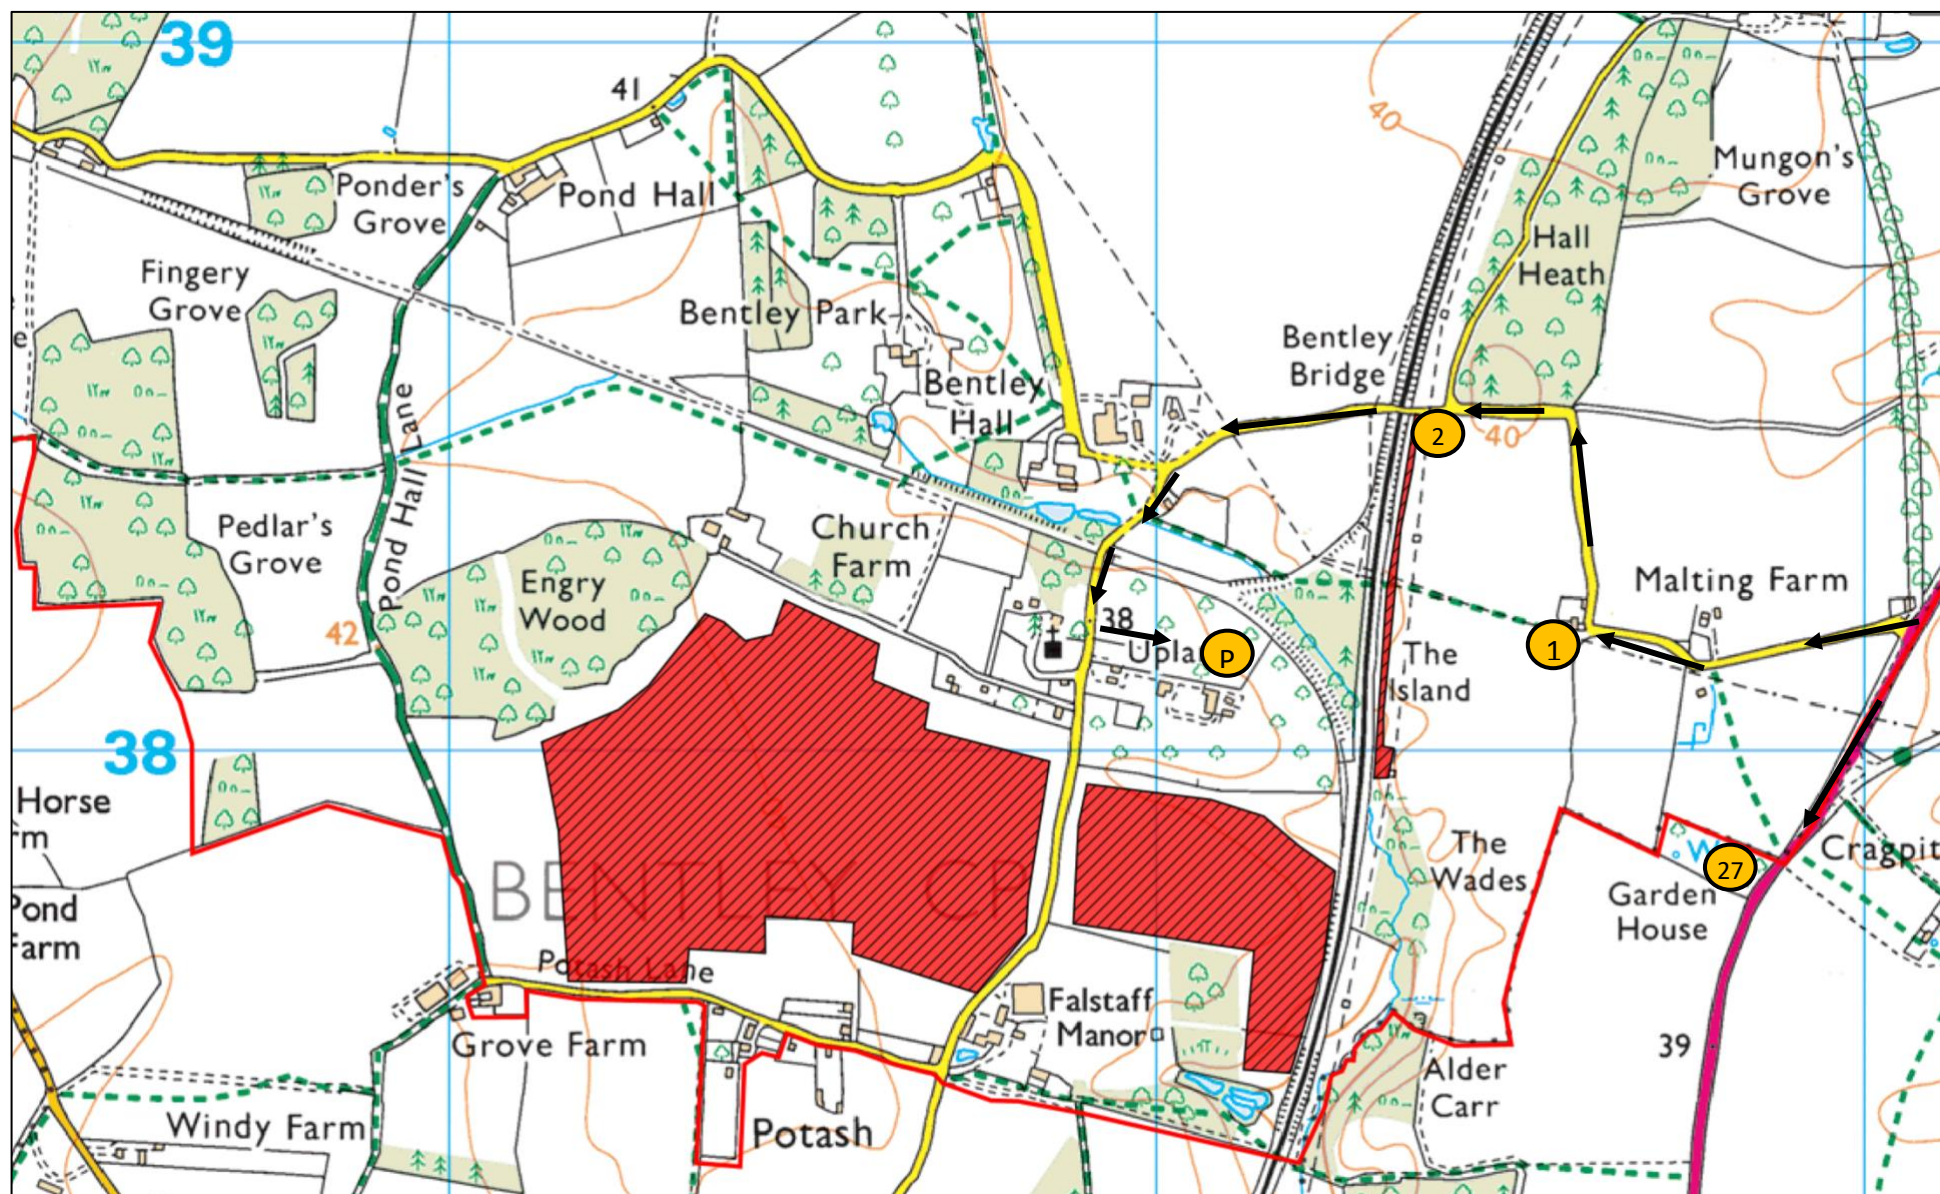 39
41
Ponder's
Grove
Pond Hall
40
Mungon's
Grove
Fingery
Grove
Hall
Heath
Bentley Park
Bentley
Bridge
Bentley
Hall
2
40
Pond Hall Lane
Pedlar's
Grove
Church
Farm
Engry
Wood
Malting Farm
42
38
1
P
The
Island
38
Horse
The
Wades
Cragpit
27
Garden
House
Pond
Farm
BENTLEY CP
Potash Lane
Falstaff
Manor
Grove Farm
39
Alder
Carr
Windy Farm
Potash